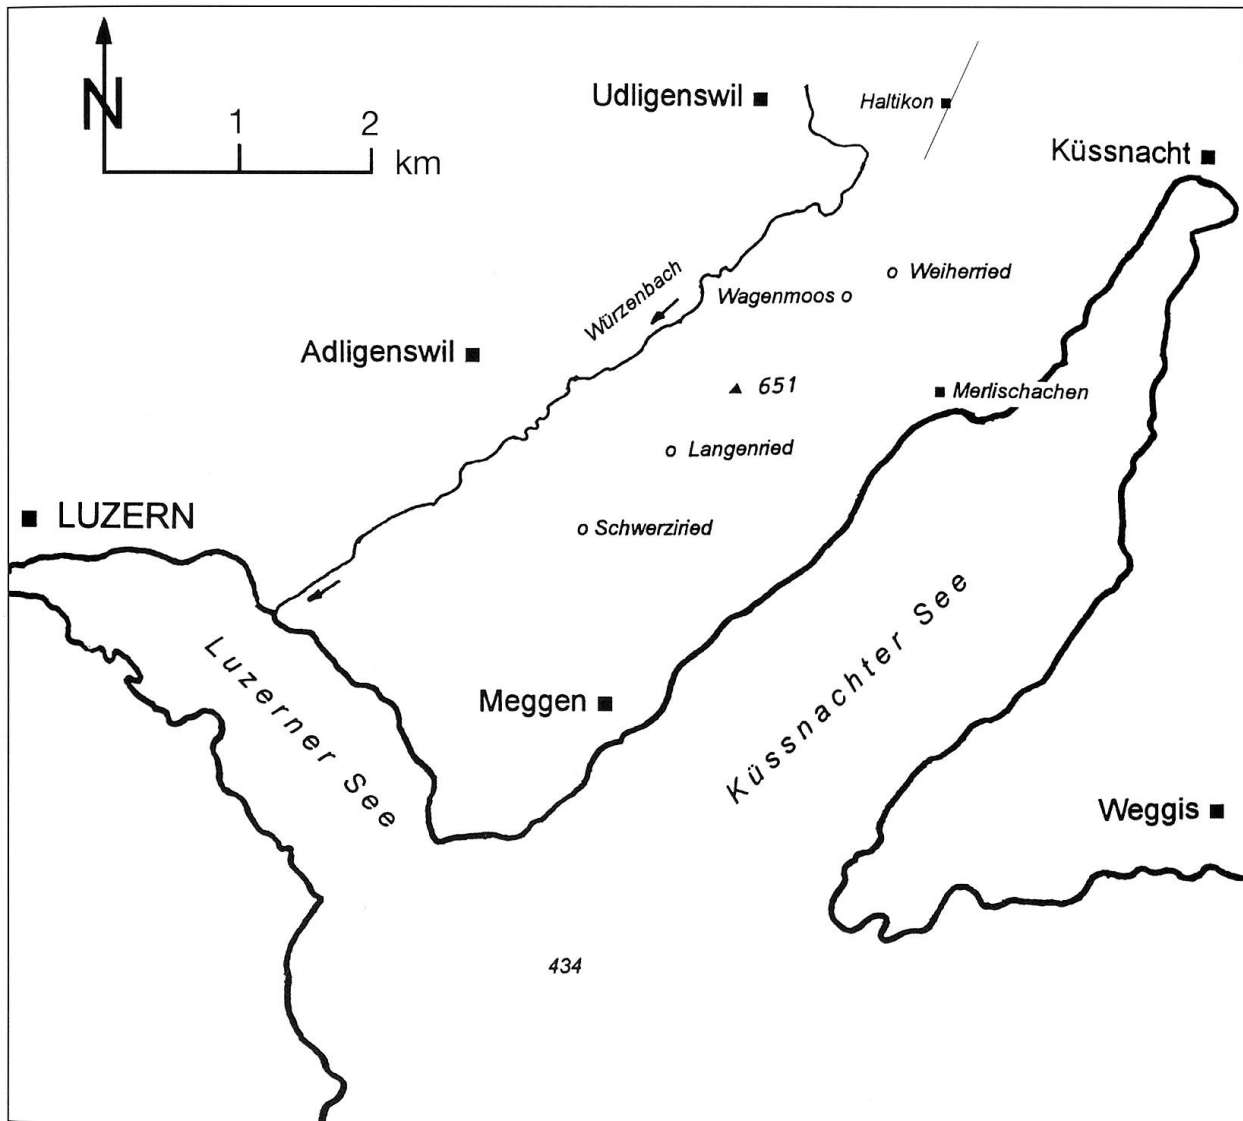 N
1
2
km
Udligenswil
Haltikon
Küssnacht
Weiherried
Wagenmoos
Würzenbach
Adligenswil
651
Merlischachen
Langenried
LUZERN
Schwerziried
Luzerner See
Küssnachter See
Meggen
Weggis
434